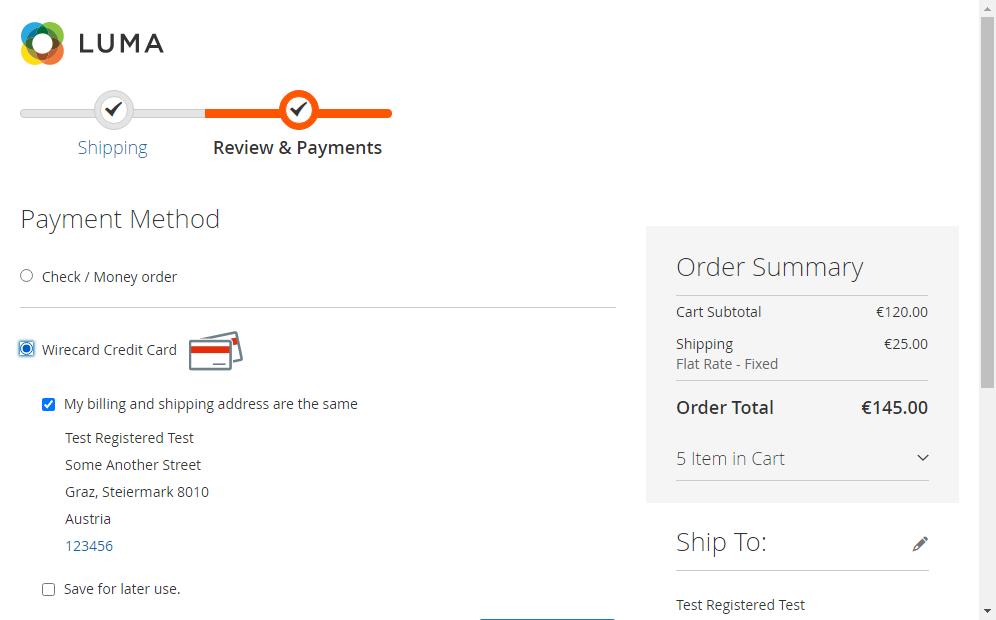 LUMA
Shipping
Review & Payments
Payment Method
Check / Money order
Wirecard Credit Card
My billing and shipping address are the same
Test Registered Test
Some Another Street
Graz, Steiermark 8010
Austria
123456
Save for later use.
Order Summary
Cart Subtotal €120.00
Shipping €25.00
Flat Rate - Fixed
Order Total €145.00
5 Item in Cart
Ship To:
Test Registered Test